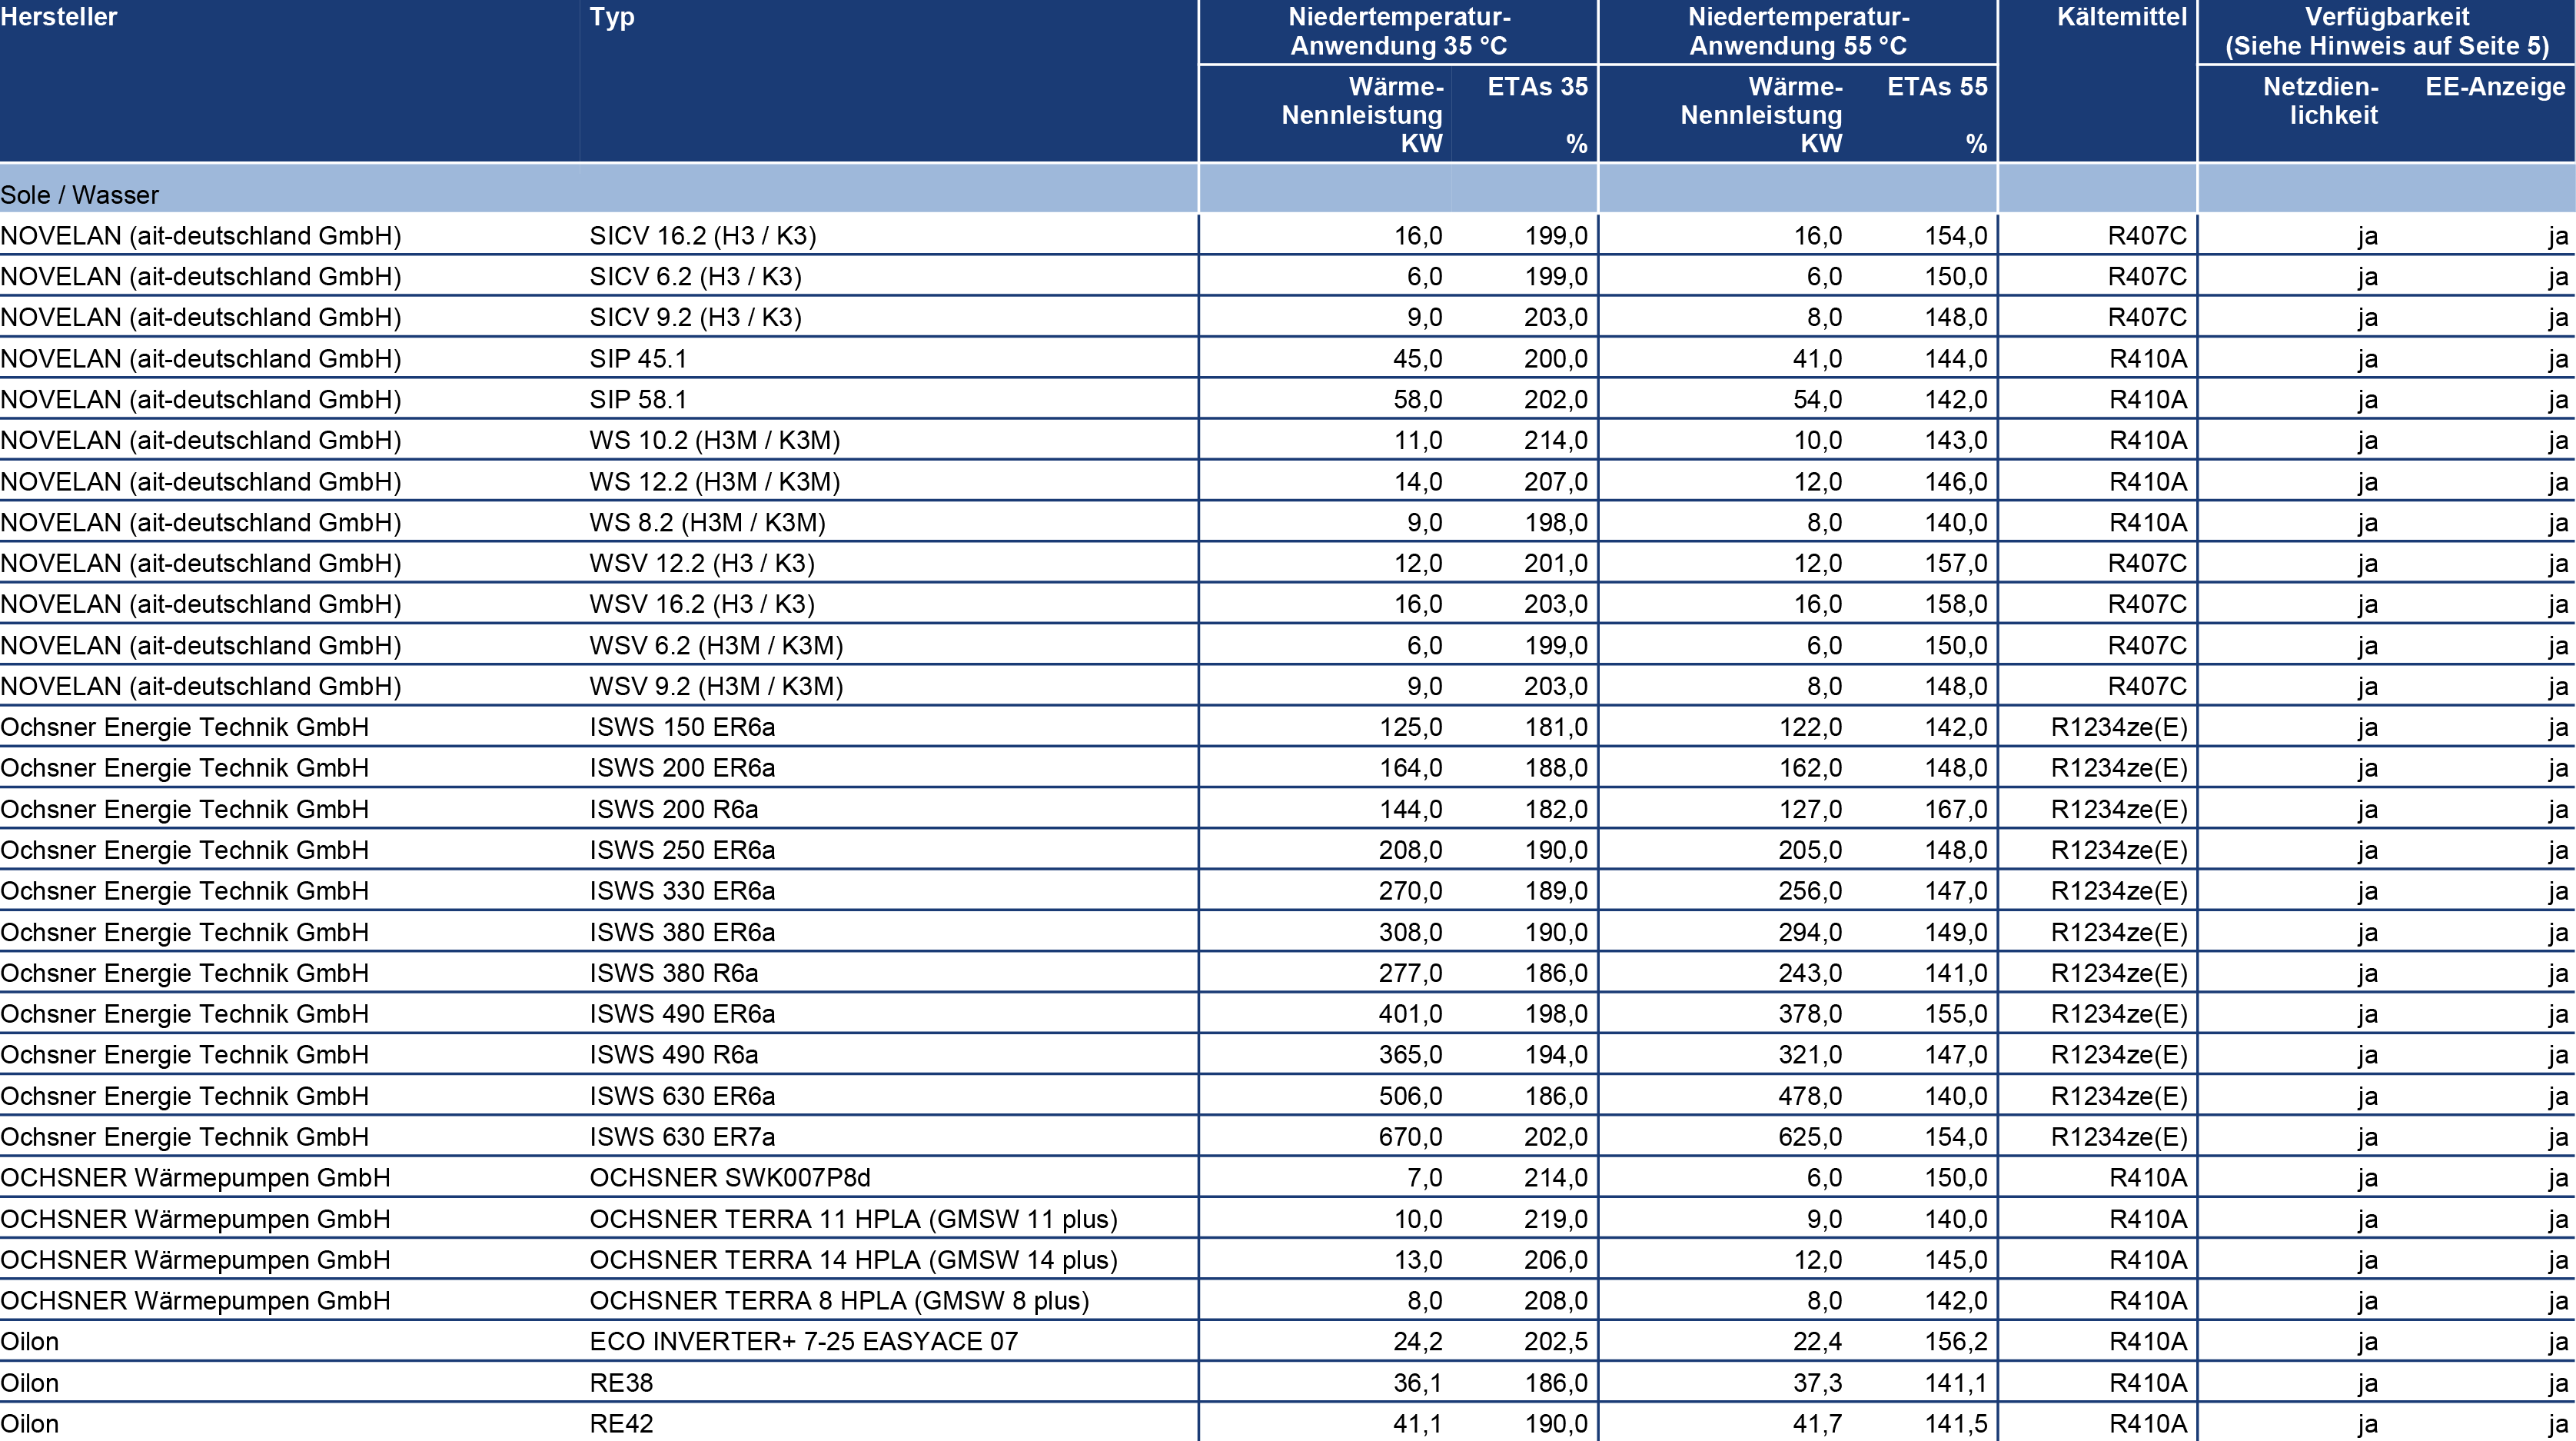 Hersteller Typ Niedertemperatur- Niedertemperatur- Kältemittel Verfügbarkeit
Anwendung 35 °C Anwendung 55 °C (Siehe Hinweis auf Seite 5)
Wärme- ETAs 35 Wärme- ETAs 55 Netzdien- EE-Anzeige
Nennleistung Nennleistung lichkeit
KW % KW %
Sole / Wasser
NOVELAN (ait-deutschland GmbH) SICV 16.2 (H3 / K3) 16,0 199,0 16,0 154,0 R407C ja ja
NOVELAN (ait-deutschland GmbH) SICV 6.2 (H3 / K3) 6,0 199,0 6,0 150,0 R407C ja ja
NOVELAN (ait-deutschland GmbH) SICV 9.2 (H3 / K3) 9,0 203,0 8,0 148,0 R407C ja ja
NOVELAN (ait-deutschland GmbH) SIP 45.1 45,0 200,0 41,0 144,0 R410A ja ja
NOVELAN (ait-deutschland GmbH) SIP 58.1 58,0 202,0 54,0 142,0 R410A ja ja
NOVELAN (ait-deutschland GmbH) WS 10.2 (H3M / K3M) 11,0 214,0 10,0 143,0 R410A ja ja
NOVELAN (ait-deutschland GmbH) WS 12.2 (H3M / K3M) 14,0 207,0 12,0 146,0 R410A ja ja
NOVELAN (ait-deutschland GmbH) WS 8.2 (H3M / K3M) 9,0 198,0 8,0 140,0 R410A ja ja
NOVELAN (ait-deutschland GmbH) WSV 12.2 (H3 / K3) 12,0 201,0 12,0 157,0 R407C ja ja
NOVELAN (ait-deutschland GmbH) WSV 16.2 (H3 / K3) 16,0 203,0 16,0 158,0 R407C ja ja
NOVELAN (ait-deutschland GmbH) WSV 6.2 (H3M / K3M) 6,0 199,0 6,0 150,0 R407C ja ja
NOVELAN (ait-deutschland GmbH) WSV 9.2 (H3M / K3M) 9,0 203,0 8,0 148,0 R407C ja ja
Ochsner Energie Technik GmbH ISWS 150 ER6a 125,0 181,0 122,0 142,0 R1234ze(E) ja ja
Ochsner Energie Technik GmbH ISWS 200 ER6a 164,0 188,0 162,0 148,0 R1234ze(E) ja ja
Ochsner Energie Technik GmbH ISWS 200 R6a 144,0 182,0 127,0 167,0 R1234ze(E) ja ja
Ochsner Energie Technik GmbH ISWS 250 ER6a 208,0 190,0 205,0 148,0 R1234ze(E) ja ja
Ochsner Energie Technik GmbH ISWS 330 ER6a 270,0 189,0 256,0 147,0 R1234ze(E) ja ja
Ochsner Energie Technik GmbH ISWS 380 ER6a 308,0 190,0 294,0 149,0 R1234ze(E) ja ja
Ochsner Energie Technik GmbH ISWS 380 R6a 277,0 186,0 243,0 141,0 R1234ze(E) ja ja
Ochsner Energie Technik GmbH ISWS 490 ER6a 401,0 198,0 378,0 155,0 R1234ze(E) ja ja
Ochsner Energie Technik GmbH ISWS 490 R6a 365,0 194,0 321,0 147,0 R1234ze(E) ja ja
Ochsner Energie Technik GmbH ISWS 630 ER6a 506,0 186,0 478,0 140,0 R1234ze(E) ja ja
Ochsner Energie Technik GmbH ISWS 630 ER7a 670,0 202,0 625,0 154,0 R1234ze(E) ja ja
OCHSNER Wärmepumpen GmbH OCHSNER SWK007P8d 7,0 214,0 6,0 150,0 R410A ja ja
OCHSNER Wärmepumpen GmbH OCHSNER TERRA 11 HPLA (GMSW 11 plus) 10,0 219,0 9,0 140,0 R410A ja ja
OCHSNER Wärmepumpen GmbH OCHSNER TERRA 14 HPLA (GMSW 14 plus) 13,0 206,0 12,0 145,0 R410A ja ja
OCHSNER Wärmepumpen GmbH OCHSNER TERRA 8 HPLA (GMSW 8 plus) 8,0 208,0 8,0 142,0 R410A ja ja
Oilon ECO INVERTER+ 7-25 EASYACE 07 24,2 202,5 22,4 156,2 R410A ja ja
Oilon RE38 36,1 186,0 37,3 141,1 R410A ja ja
Oilon RE42 41,1 190,0 41,7 141,5 R410A ja ja